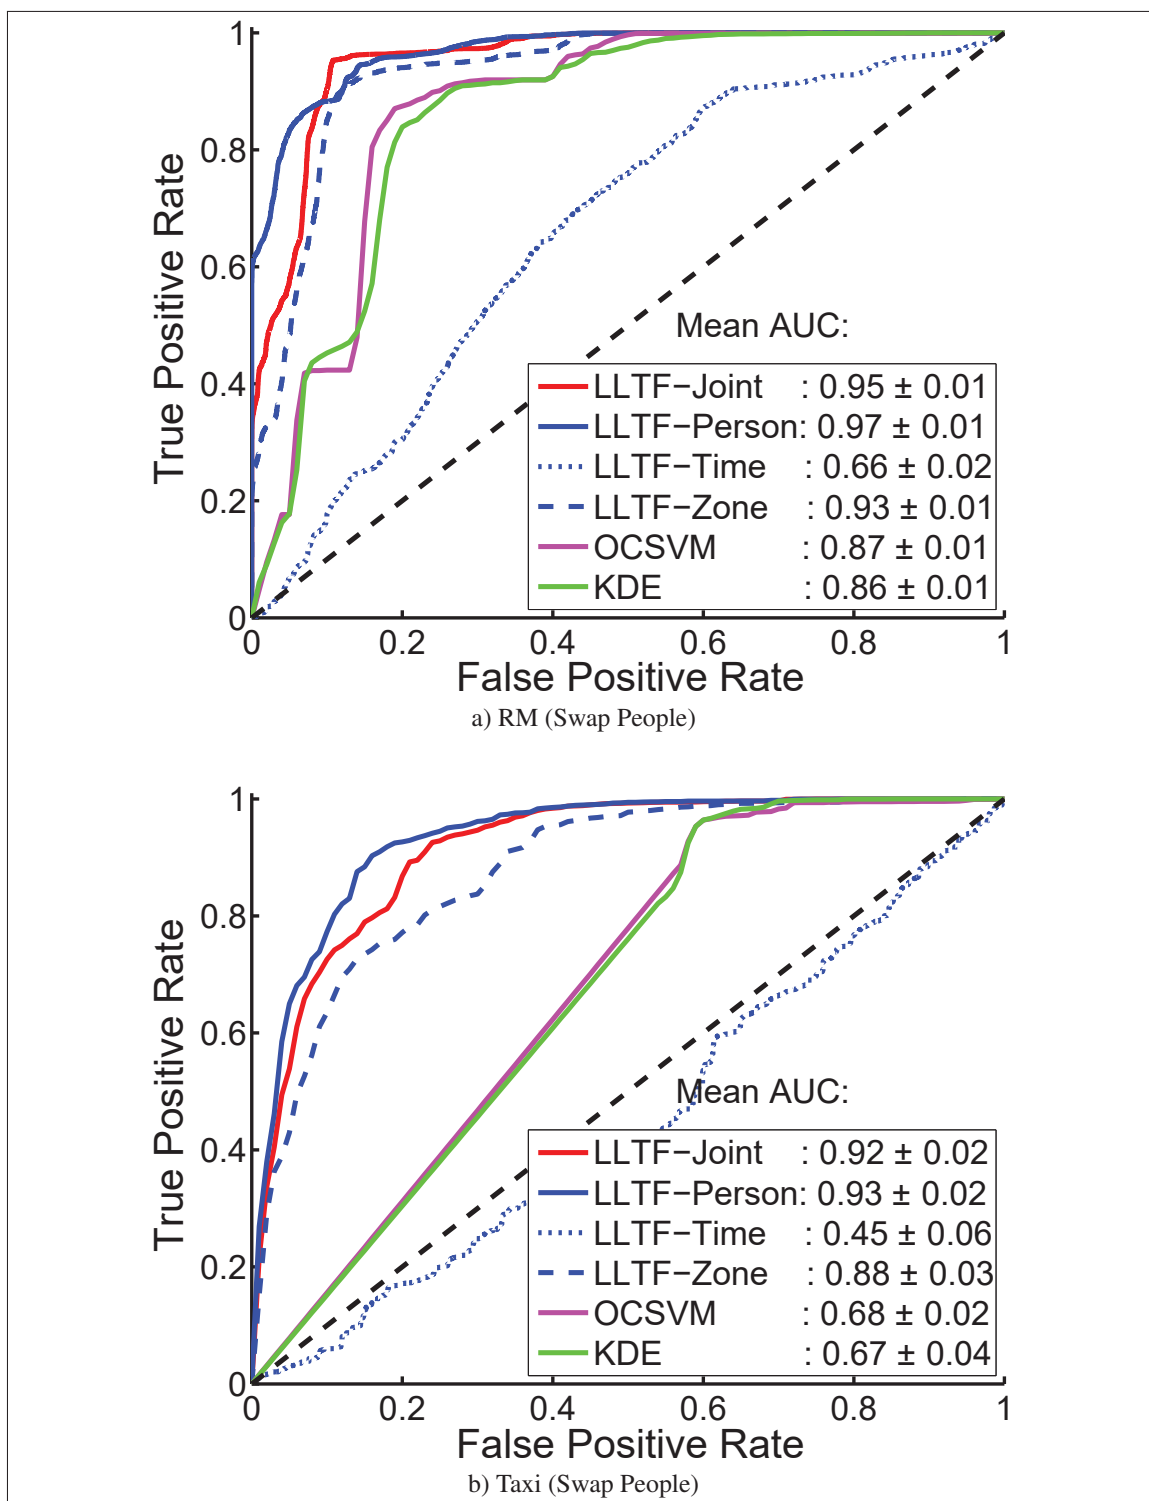 1
0.8
0.6
0.4
0.2
0
True Positive Rate
Mean AUC:
LLTF−Joint : 0.95 ± 0.01
LLTF−Person: 0.97 ± 0.01
LLTF−Time : 0.66 ± 0.02
LLTF−Zone : 0.93 ± 0.01
OCSVM : 0.87 ± 0.01
KDE : 0.86 ± 0.01
0 0.2 0.4 0.6 0.8 1
False Positive Rate
a) RM (Swap People)
1
0.8
0.6
0.4
0.2
0
True Positive Rate
Mean AUC:
LLTF−Joint : 0.92 ± 0.02
LLTF−Person: 0.93 ± 0.02
LLTF−Time : 0.45 ± 0.06
LLTF−Zone : 0.88 ± 0.03
OCSVM : 0.68 ± 0.02
KDE : 0.67 ± 0.04
0 0.2 0.4 0.6 0.8 1
False Positive Rate
b) Taxi (Swap People)